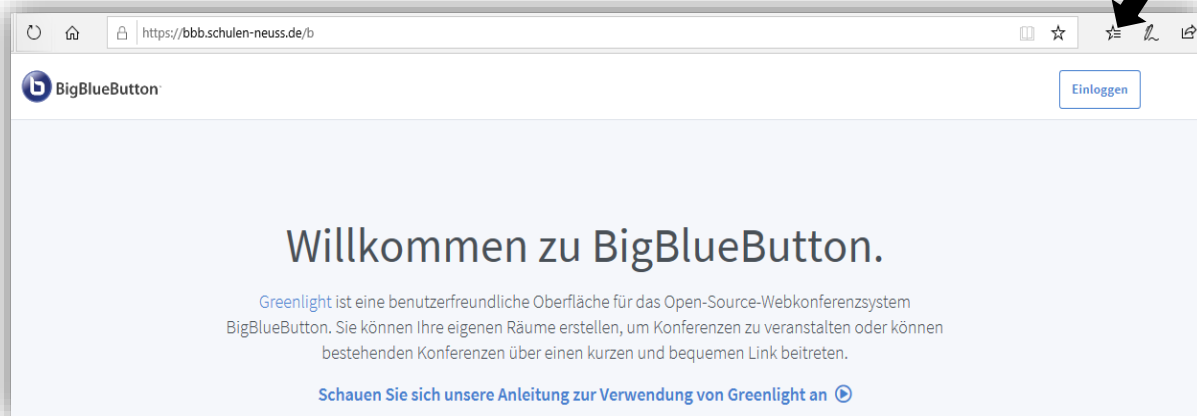 https://bbb.schulen-neuss.de/b
BigBlueButton
Einloggen
Willkommen zu BigBlueButton.
Greenlight ist eine benutzerfreundliche Oberfläche für das Open-Source-Webkonferenzsystem
BigBlueButton. Sie können Ihre eigenen Räume erstellen, um Konferenzen zu veranstalten oder können
bestehenden Konferenzen über einen kurzen und bequemen Link beitreten.
Schauen Sie sich unsere Anleitung zur Verwendung von Greenlight an